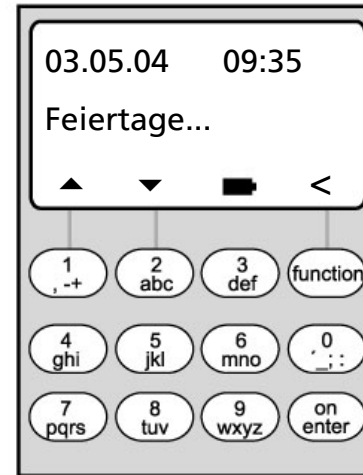 03.05.04 09:35
Feiertage...
<
1 2 3 function
, -+ abc def
4 5 6 0
ghi jkl mno ´_; :
7 8 9 on
pqrs tuv wxyz enter